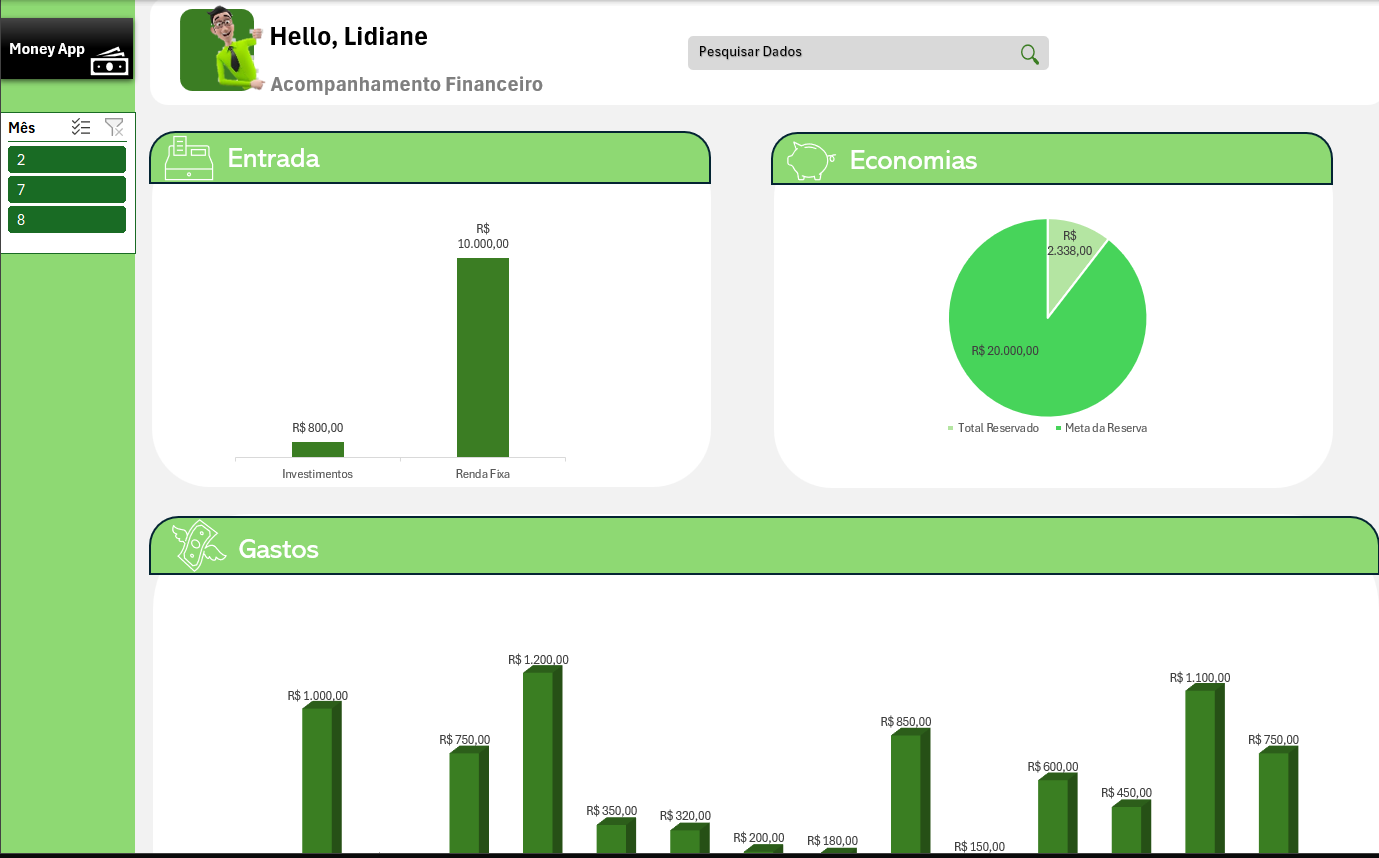 Money App
Hello, Lidiane
Acompanhamento Financeiro
Pesquisar Dados
Mês
2
7
8
Entrada
R$
10.000,00
R$ 800,00
Investimentos
Renda Fixa
Economias
R$
2.338,00
R$ 20.000,00
Total Reservado
Meta da Reserva
Gastos
R$ 1.000,00
R$ 750,00
R$ 1.200,00
R$ 350,00
R$ 320,00
R$ 200,00
R$ 180,00
R$ 850,00
R$ 150,00
R$ 600,00
R$ 450,00
R$ 1.100,00
R$ 750,00